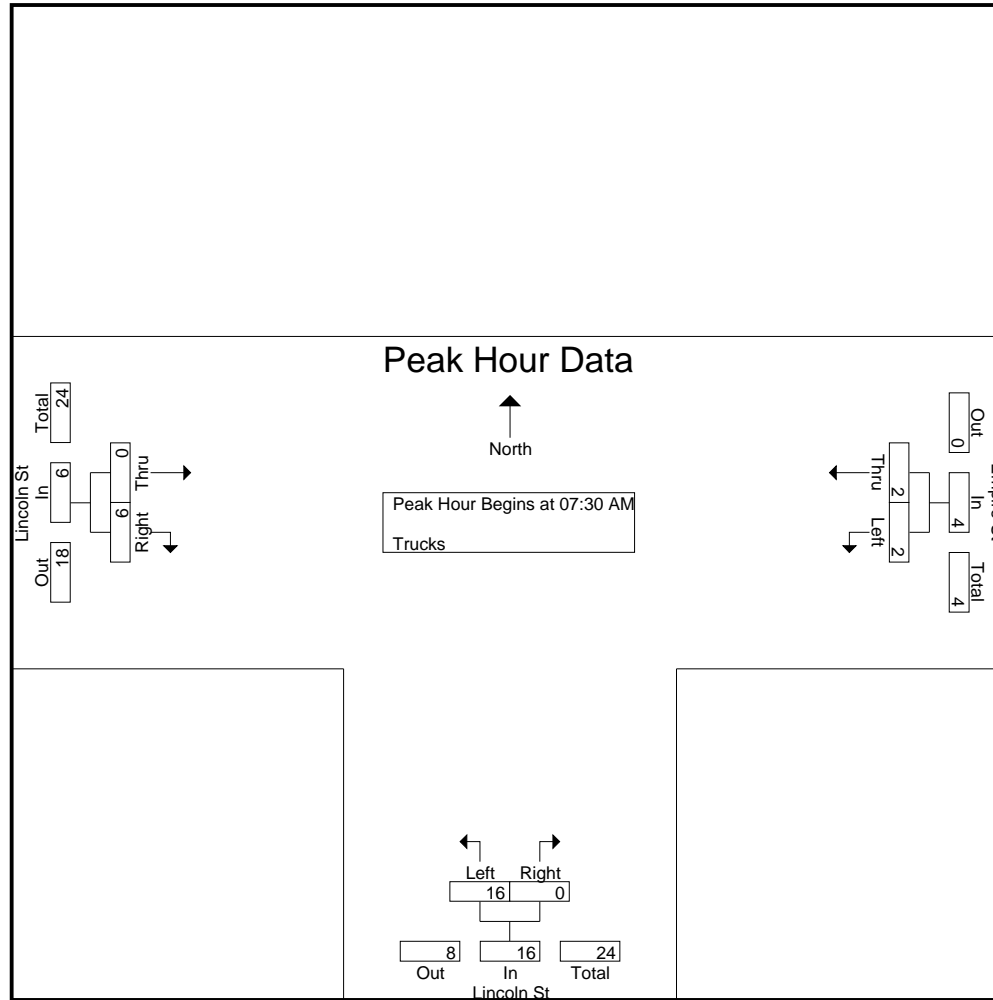 Peak Hour Data
North
Peak Hour Begins at 07:30 AM
Trucks
Lincoln St
Total
24
In
6
Out
18
Thru
0
Right
6
Out
0
In
4
Total
4
Thru
2
Left
2
Left Right
16 0
8 16 24
Out In Total
Lincoln St